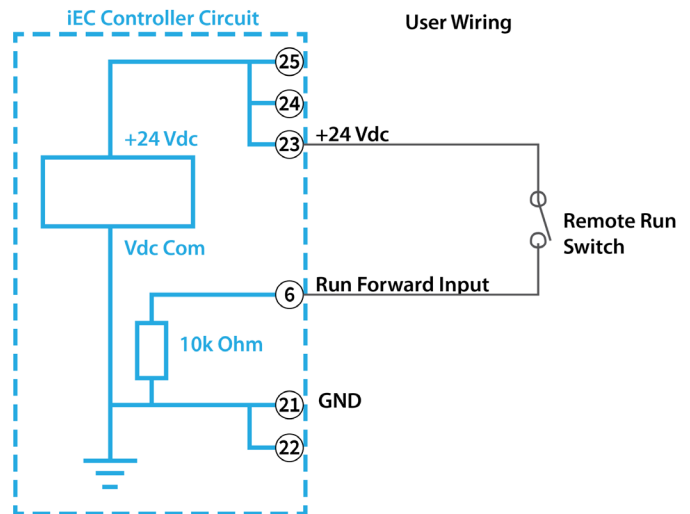 iEC Controller Circuit
User Wiring
25
24
+24 Vdc
23
+24 Vdc
Remote Run
Switch
Vdc Com
6
Run Forward Input
10k Ohm
21
GND
22